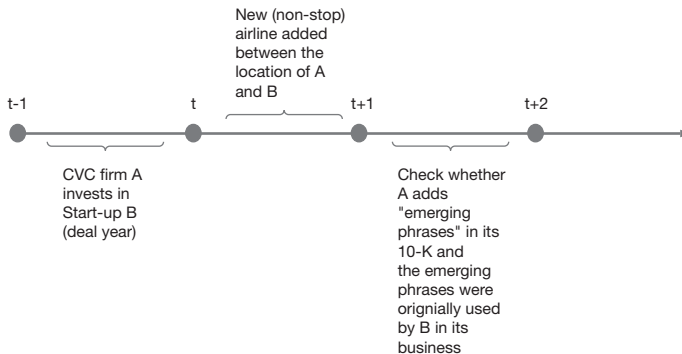 New (non-stop)
airline added
between the
location of A
and B
t-1
t
t+1
t+2
CVC firm A
invests in
Start-up B
(deal year)
Check whether
A adds
"emerging
phrases" in its
10-K and
the emerging
phrases were
orignially used
by B in its
business